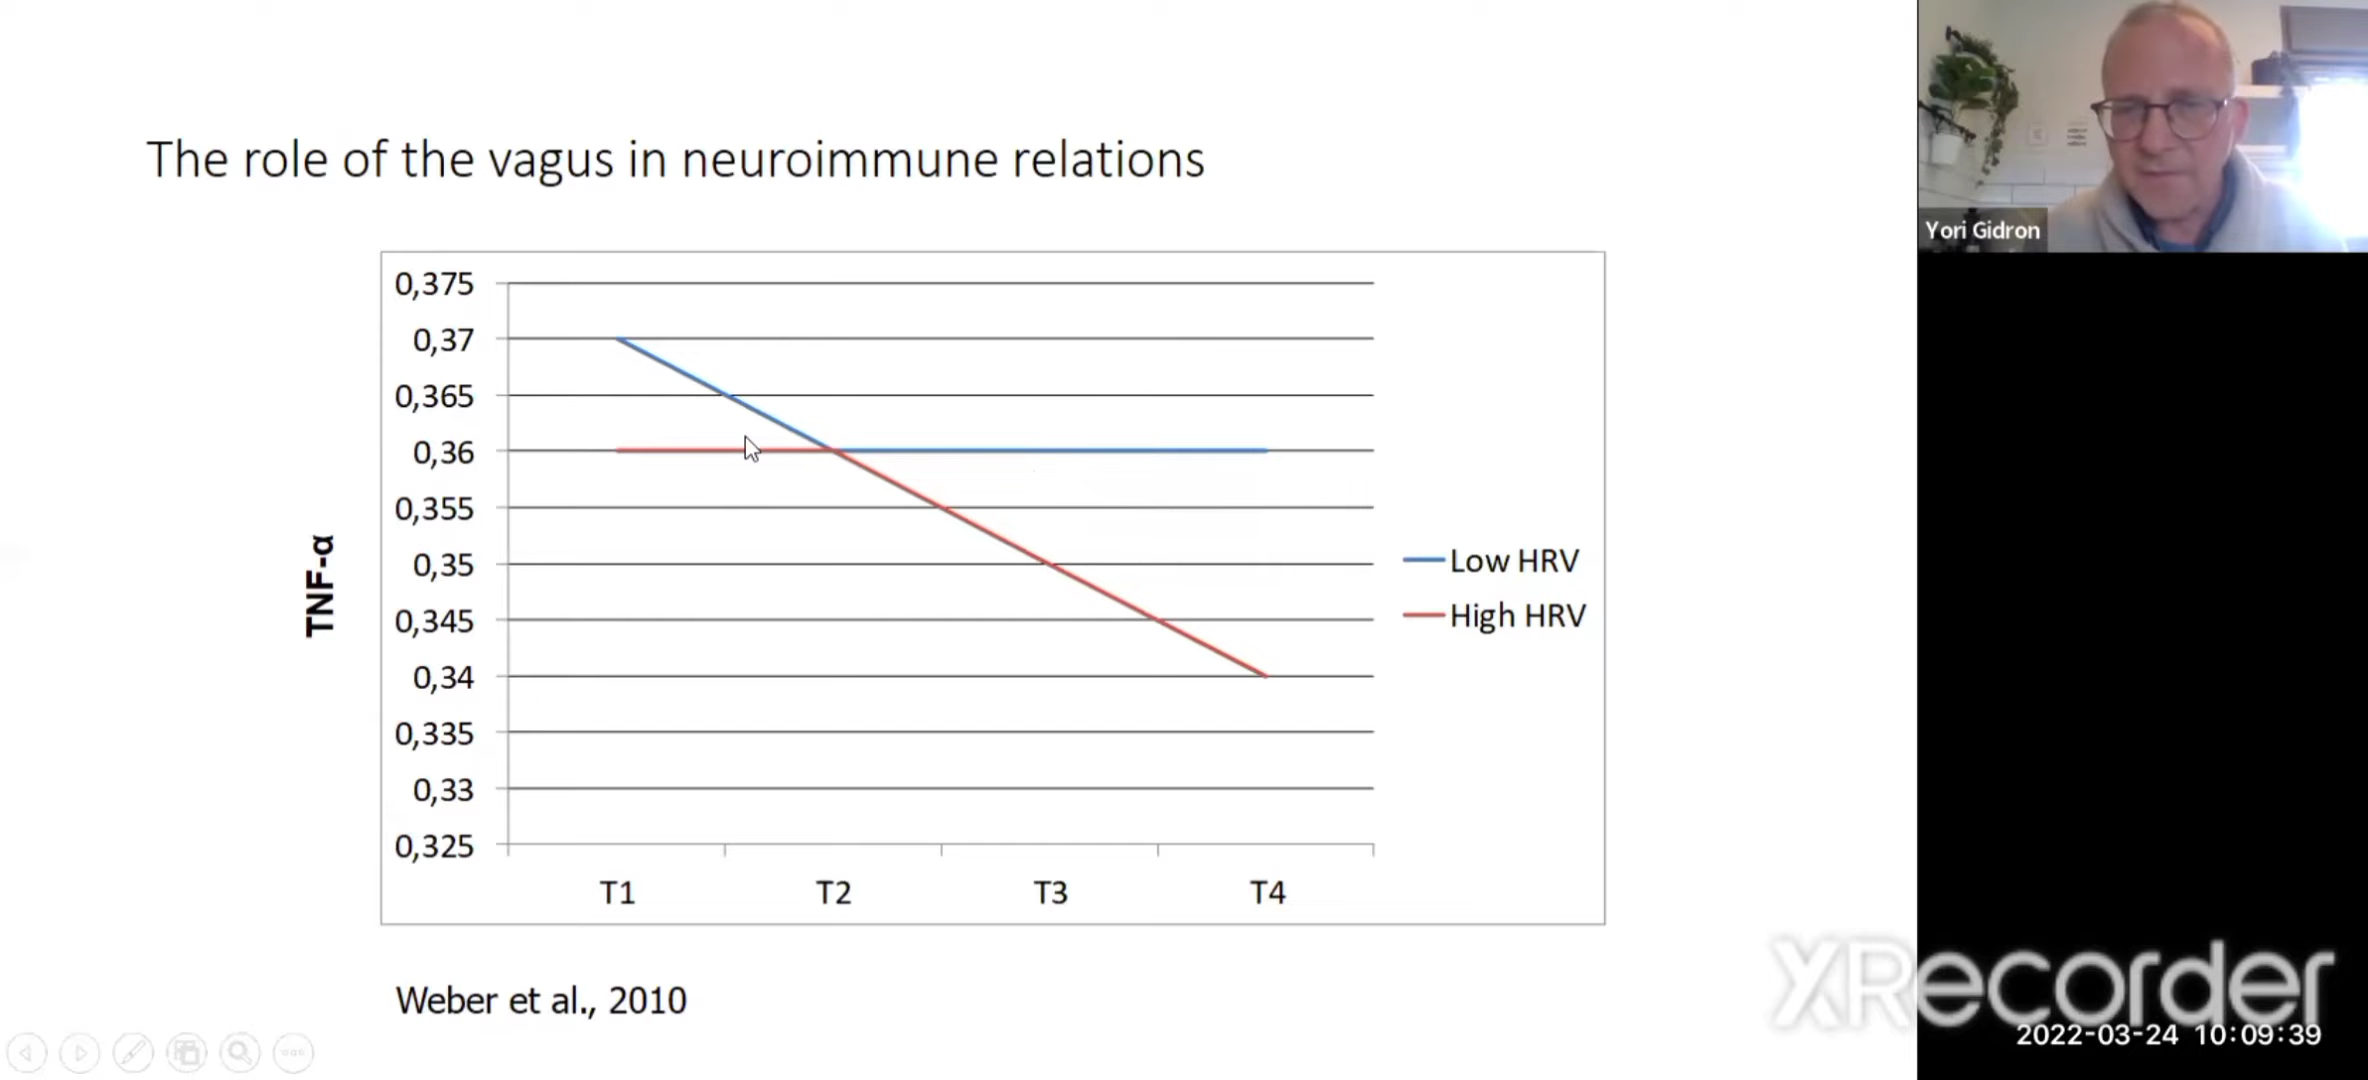 The role of the vagus in neuroimmune relations
Yori Gidron
0,375
0,37
0,365
0,36
0,355
0,35
0,345
0,34
0,335
0,33
0,325
TNF-α
T1 T2 T3 T4
Low HRV
High HRV
Weber et al., 2010
XRecorder
2022-03-24 10:09:39